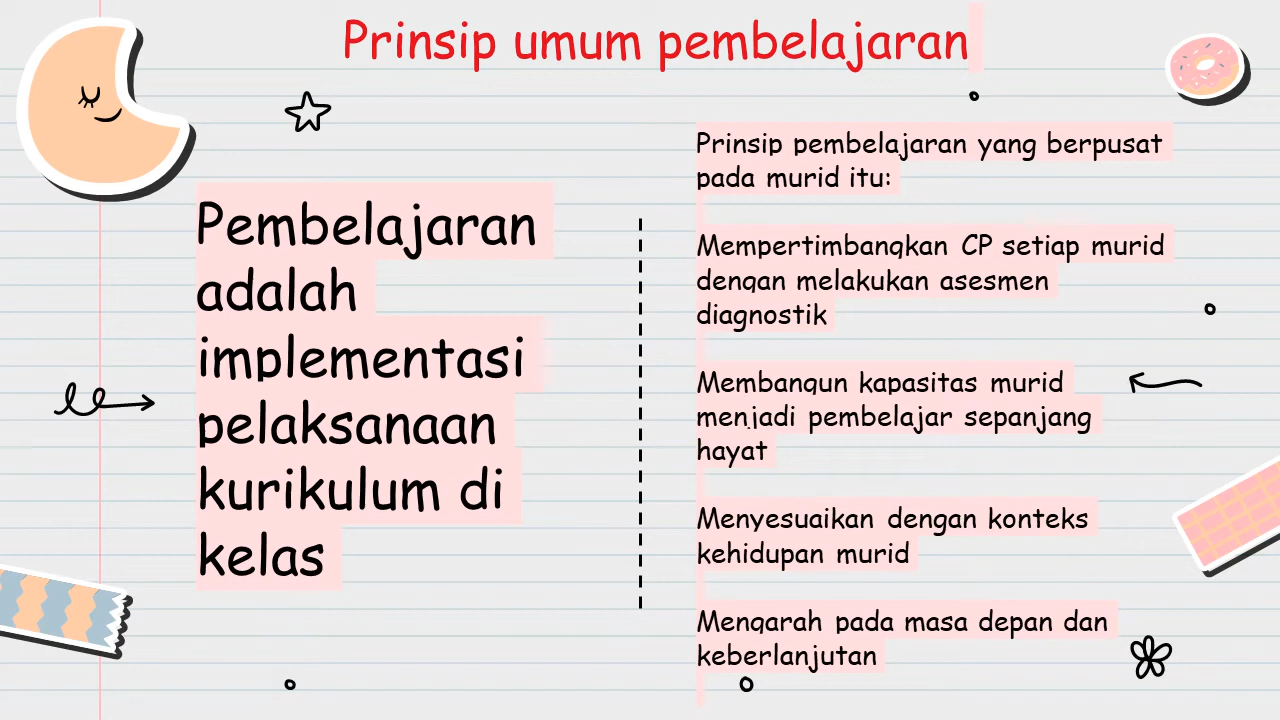 Prinsip umum pembelajaran
Pembelajaran
adalah
implementasi
pelaksanaan
kurikulum di
kelas
Prinsip pembelajaran yang berpusat
pada murid itu:
Mempertimbangkan CP setiap murid
dengan melakukan asesmen
diagnostik
Membangun kapasitas murid
menjadi pembelajar sepanjang
hayat
Menyesuaikan dengan konteks
kehidupan murid
Mengarah pada masa depan dan
keberlanjutan